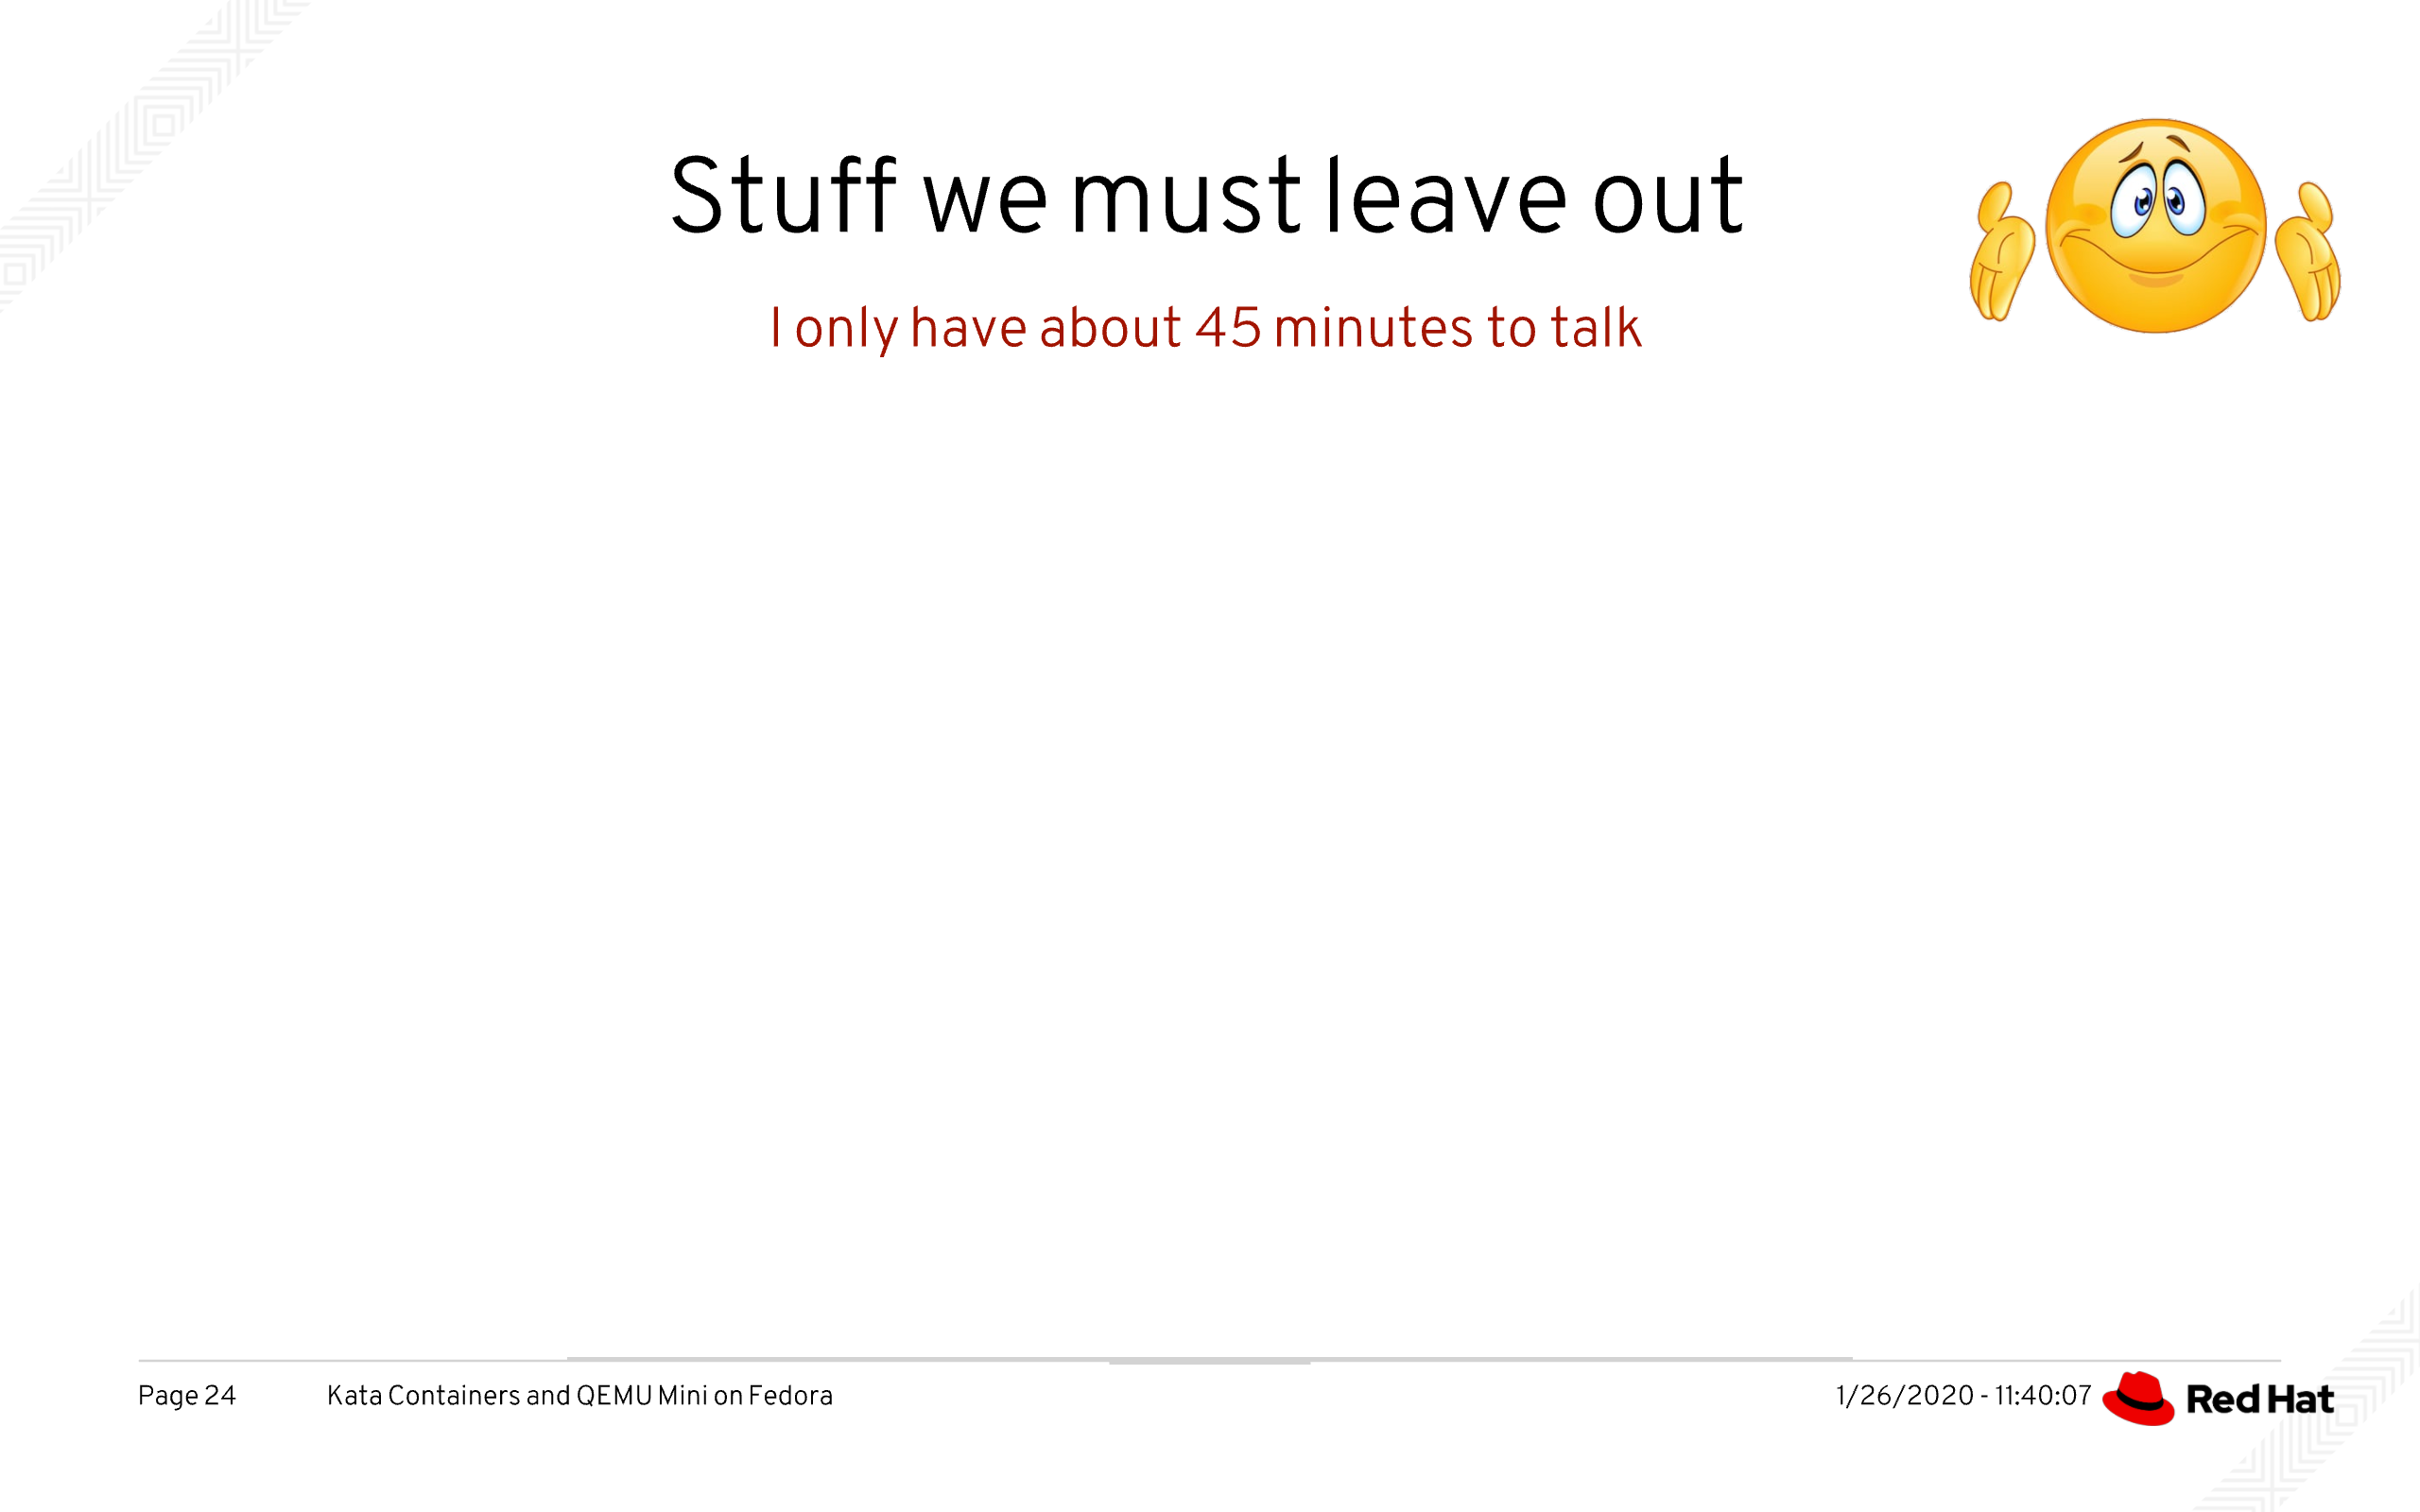 Stuff we must leave out
I only have about 45 minutes to talk
Page 24 Kata Containers and QEMU Mini on Fedora 1/26/2020 - 11:40:07 Red Hat